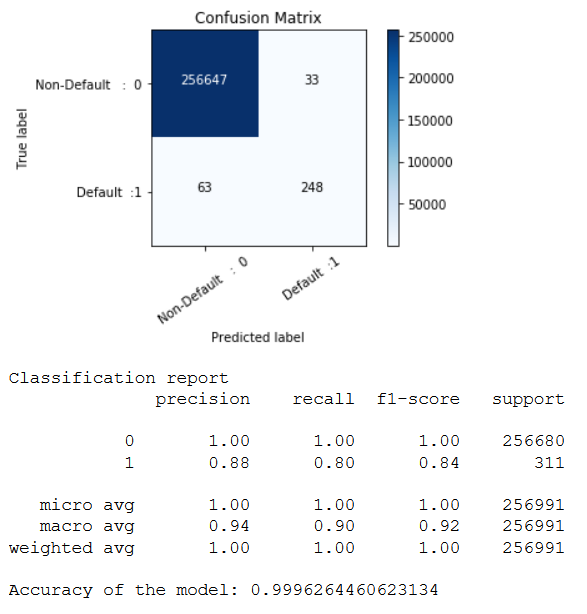 Confusion Matrix
True label
Non-Default : 0
256647
33
Default :1
63
248
250000
200000
150000
100000
50000
Non-Default : 0
Default :1
Predicted label
Classification report
precision recall f1-score support
0 1.00 1.00 1.00 256680
1 0.88 0.80 0.84 311
micro avg 1.00 1.00 1.00 256991
macro avg 0.94 0.90 0.92 256991
weighted avg 1.00 1.00 1.00 256991
Accuracy of the model: 0.9996264460623134